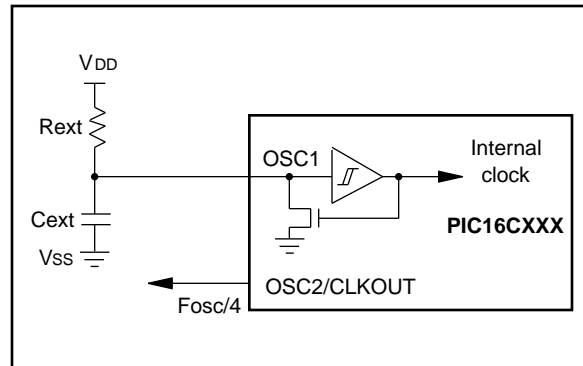 VDD
Rext
OSC1
Internal
clock
Cext
PIC16CXXX
VSS
OSC2/CLKOUT
Fosc/4